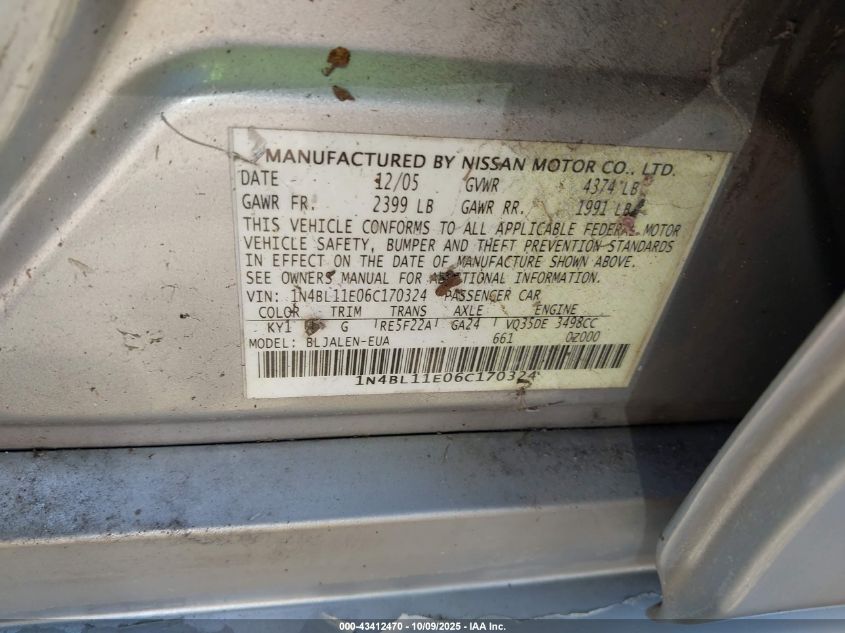 MANUFACTURED BY NISSAN MOTOR CO., LTD.
DATE 12/05 GVWR 4374 LB
GAWR FR. 2399 LB GAWR RR. 1991 LB
THIS VEHICLE CONFORMS TO ALL APPLICABLE FEDERAL MOTOR
VEHICLE SAFETY, BUMPER AND THEFT PREVENTION STANDARDS
IN EFFECT ON THE DATE OF MANUFACTURE SHOWN ABOVE.
SEE OWNERS MANUAL FOR ADDITIONAL INFORMATION.
VIN: 1N4BL11E06C170324 PASSENGER CAR
COLOR TRIM TRANS AXLE ENGINE
KY1 G RE5F22A GA24 VQ35DE 3498CC
MODEL: BLJALEN-EUA 661 0Z000
1N4BL11E06C170324
000-43412470 | 10/09/2025 | © IAA Inc.